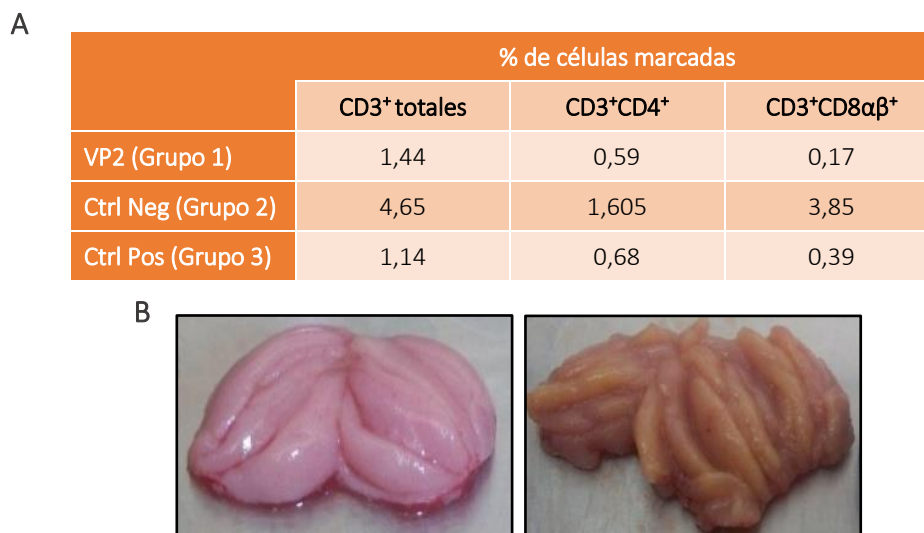 A
% de células marcadas
CD3⁺ totales CD3⁺CD4⁺ CD3⁺CD8αβ⁺
VP2 (Grupo 1) 1,44 0,59 0,17
Ctrl Neg (Grupo 2) 4,65 1,605 3,85
Ctrl Pos (Grupo 3) 1,14 0,68 0,39
B